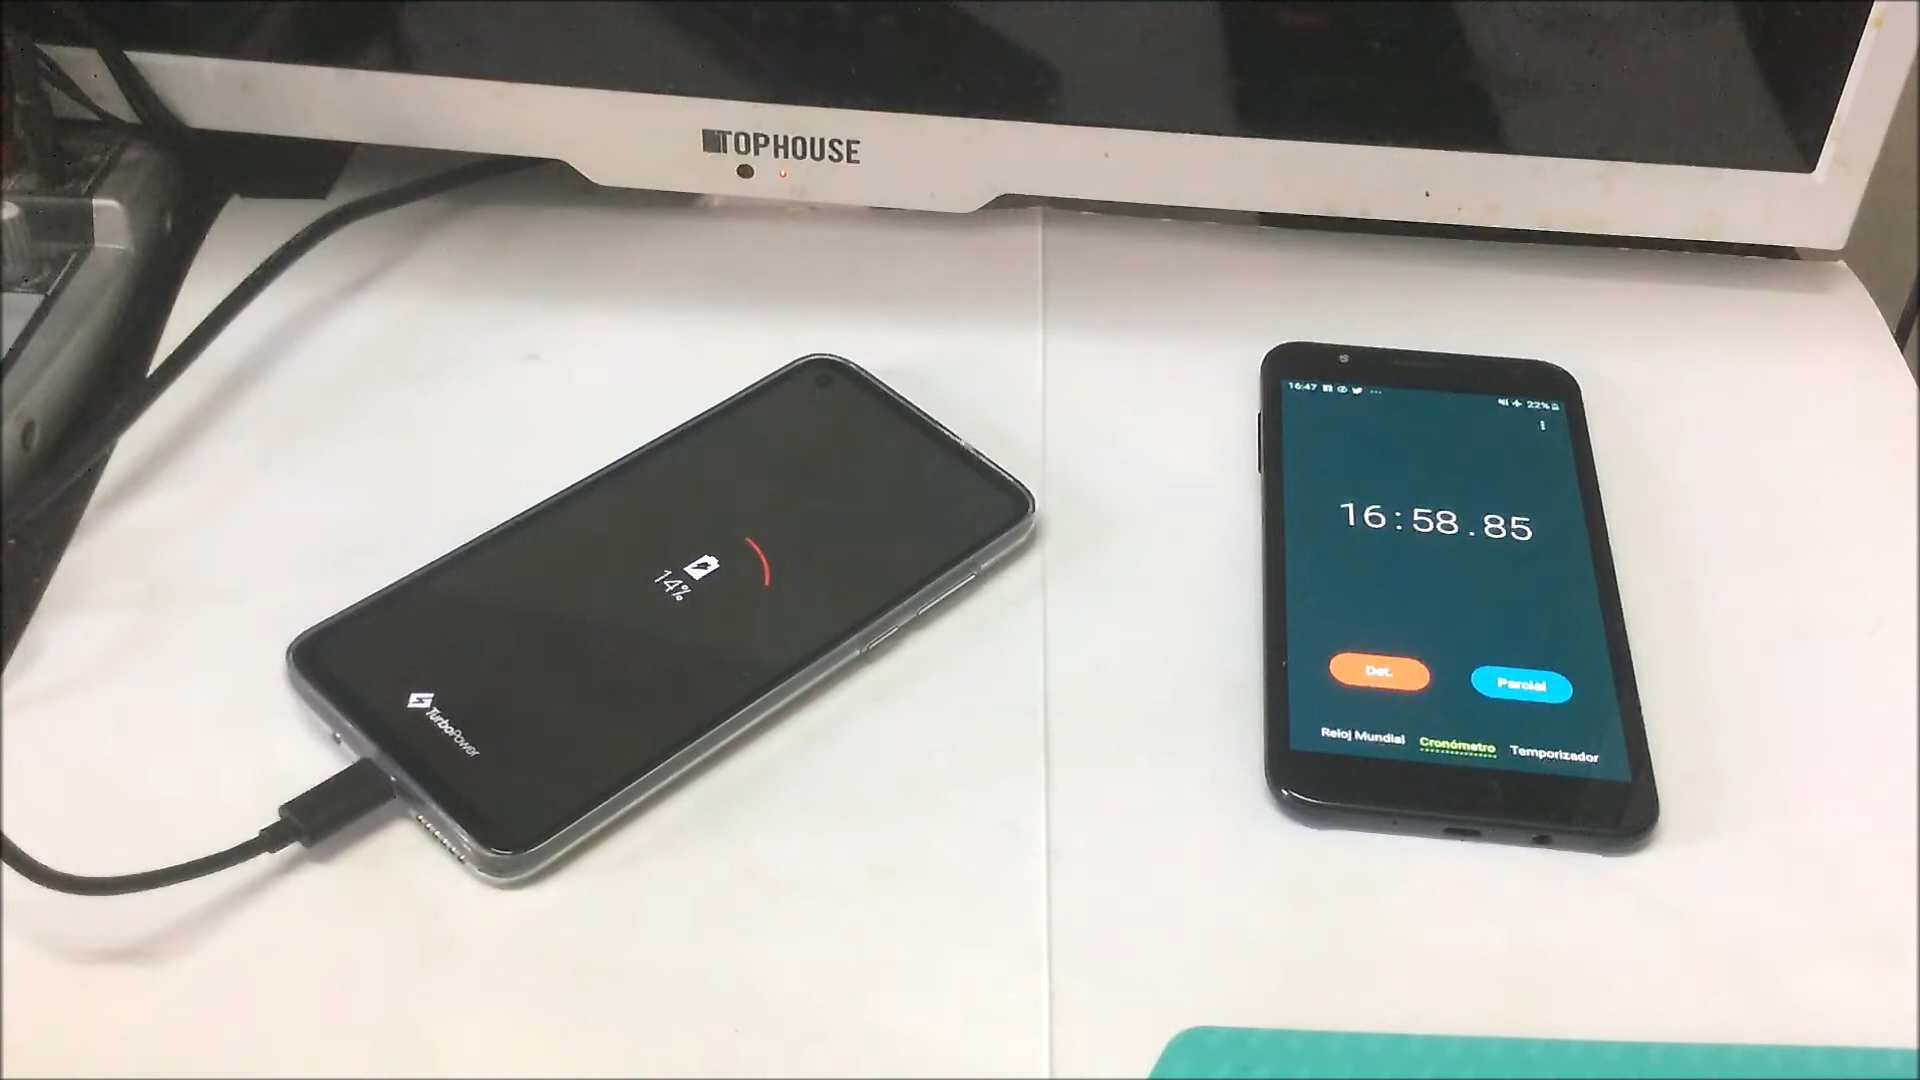 TOPHOUSE
14%
TurboPower
16:47
22%
16:58.85
Det.
Parcial
Reloj Mundial Cronómetro Temporizador